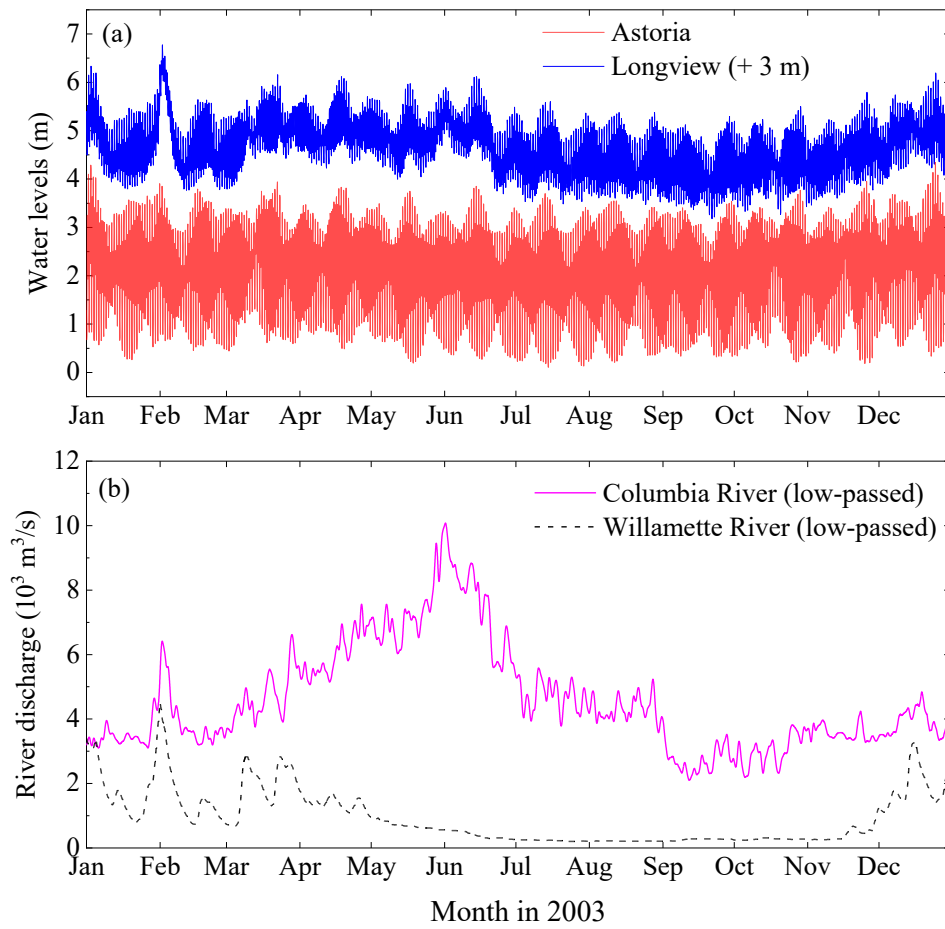 (a)
Astoria
Longview (+ 3 m)
Water levels (m)
7
6
5
4
3
2
1
0
Jan Feb Mar Apr May Jun Jul Aug Sep Oct Nov Dec
(b)
Columbia River (low-passed)
Willamette River (low-passed)
River discharge (10³ m³/s)
12
10
8
6
4
2
0
Jan Feb Mar Apr May Jun Jul Aug Sep Oct Nov Dec
Month in 2003